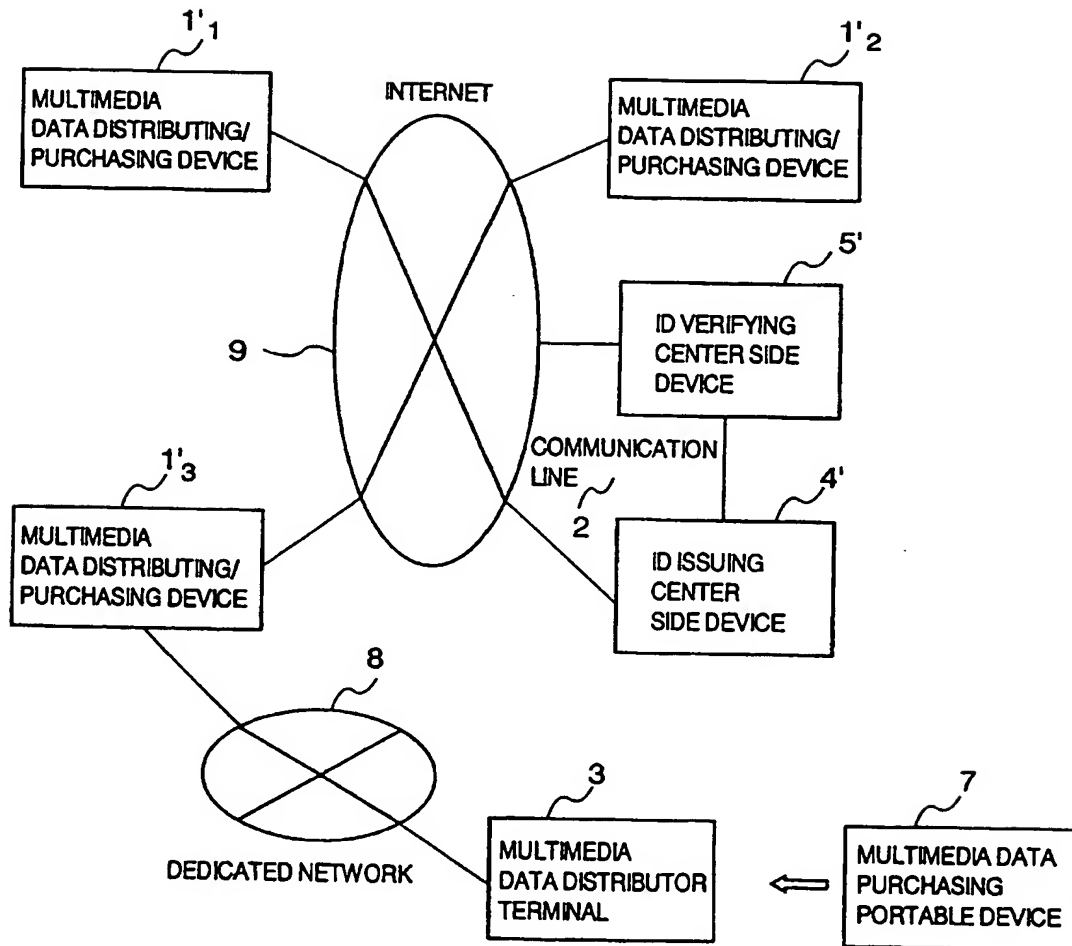 1'1
MULTIMEDIA
DATA DISTRIBUTING/
PURCHASING DEVICE
INTERNET
1'2
MULTIMEDIA
DATA DISTRIBUTING/
PURCHASING DEVICE
5'
ID VERIFYING
CENTER SIDE
DEVICE
9
COMMUNICATION
LINE
2
4'
ID ISSUING
CENTER
SIDE DEVICE
1'3
MULTIMEDIA
DATA DISTRIBUTING/
PURCHASING DEVICE
8
DEDICATED NETWORK
3
MULTIMEDIA
DATA DISTRIBUTOR
TERMINAL
7
MULTIMEDIA DATA
PURCHASING
PORTABLE DEVICE